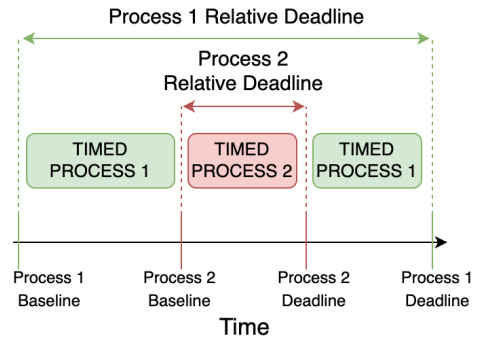 Process 1 Relative Deadline
Process 2
Relative Deadline
TIMED
PROCESS 1
TIMED
PROCESS 2
TIMED
PROCESS 1
Process 1
Baseline
Process 2
Baseline
Process 2
Deadline
Process 1
Deadline
Time